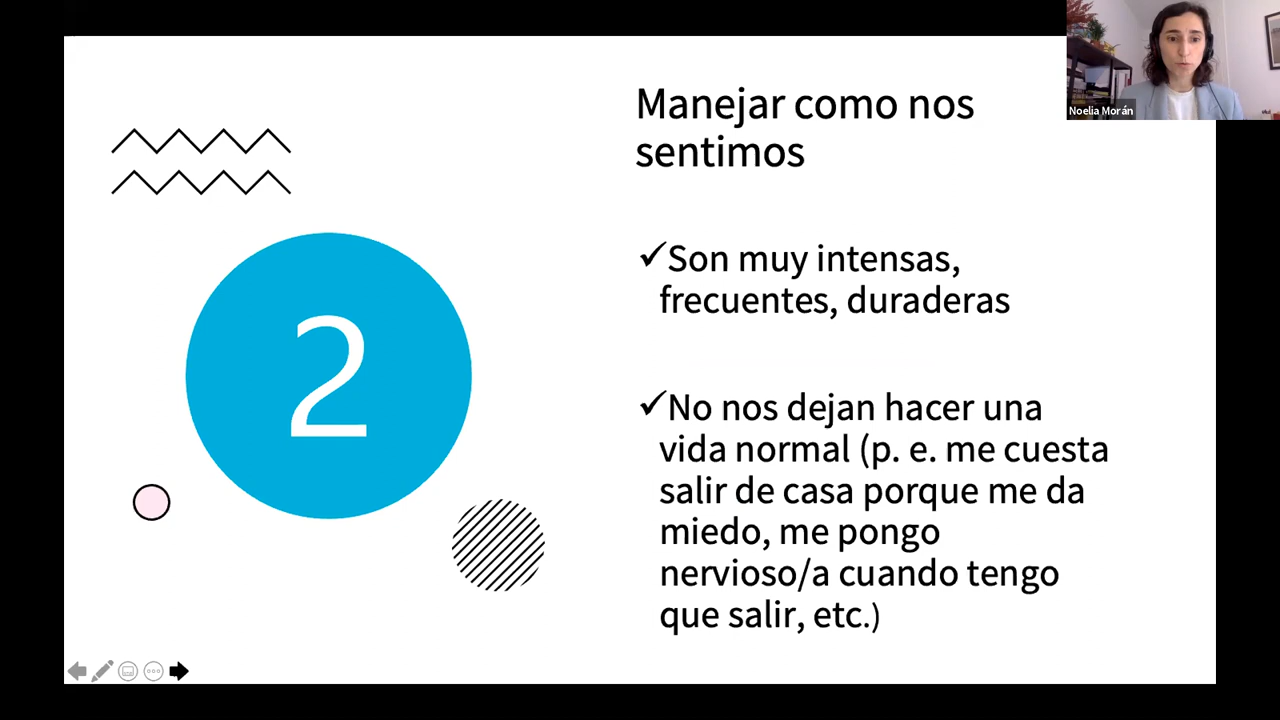 Manejar como nos
sentimos
Noelia Morán
✓Son muy intensas,
frecuentes, duraderas
2
✓No nos dejan hacer una
vida normal (p. e. me cuesta
salir de casa porque me da
miedo, me pongo
nervioso/a cuando tengo
que salir, etc.)